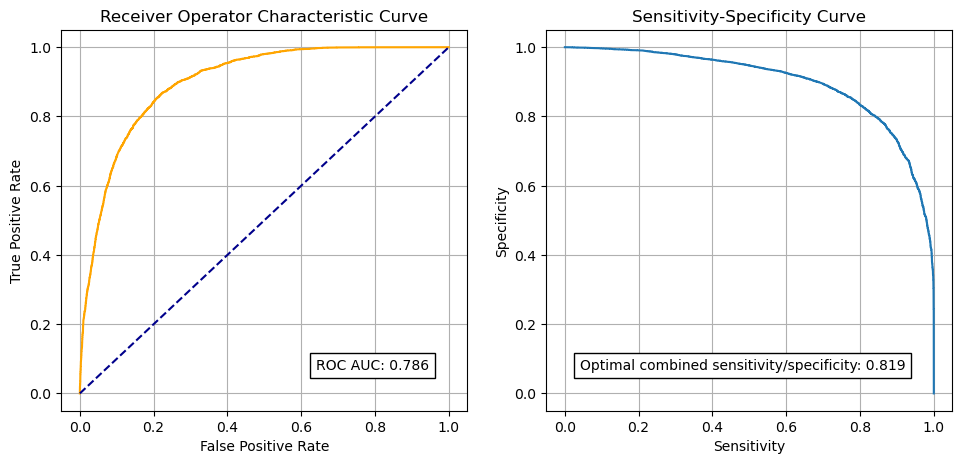 Receiver Operator Characteristic Curve
True Positive Rate
1.0
0.8
0.6
0.4
0.2
0.0
ROC AUC: 0.786
0.0 0.2 0.4 0.6 0.8 1.0
False Positive Rate
Sensitivity-Specificity Curve
Specificity
1.0
0.8
0.6
0.4
0.2
0.0
Optimal combined sensitivity/specificity: 0.819
0.0 0.2 0.4 0.6 0.8 1.0
Sensitivity